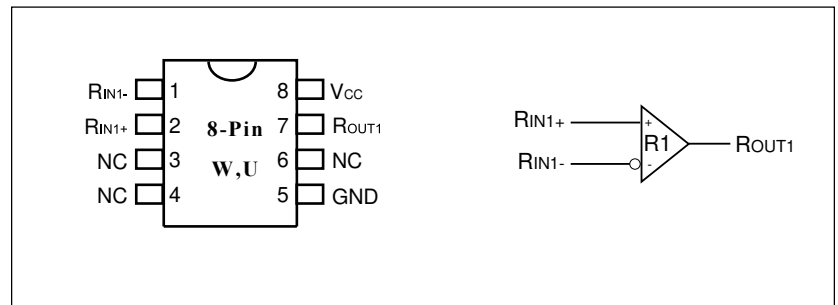 RIN1- 1 8 VCC
RIN1+ 2 8-Pin 7 ROUT1
NC 3 W,U 6 NC
NC 4 5 GND
RIN1+ + R1 ROUT1
RIN1- -